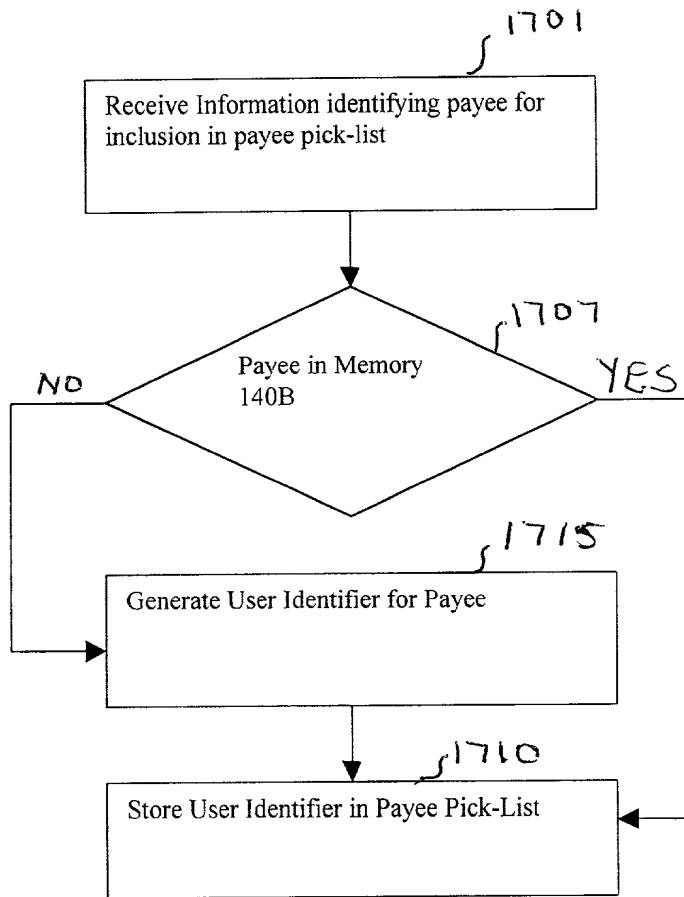 1701
Receive Information identifying payee for
inclusion in payee pick-list
1707
Payee in Memory
140B
NO
YES
1715
Generate User Identifier for Payee
1710
Store User Identifier in Payee Pick-List